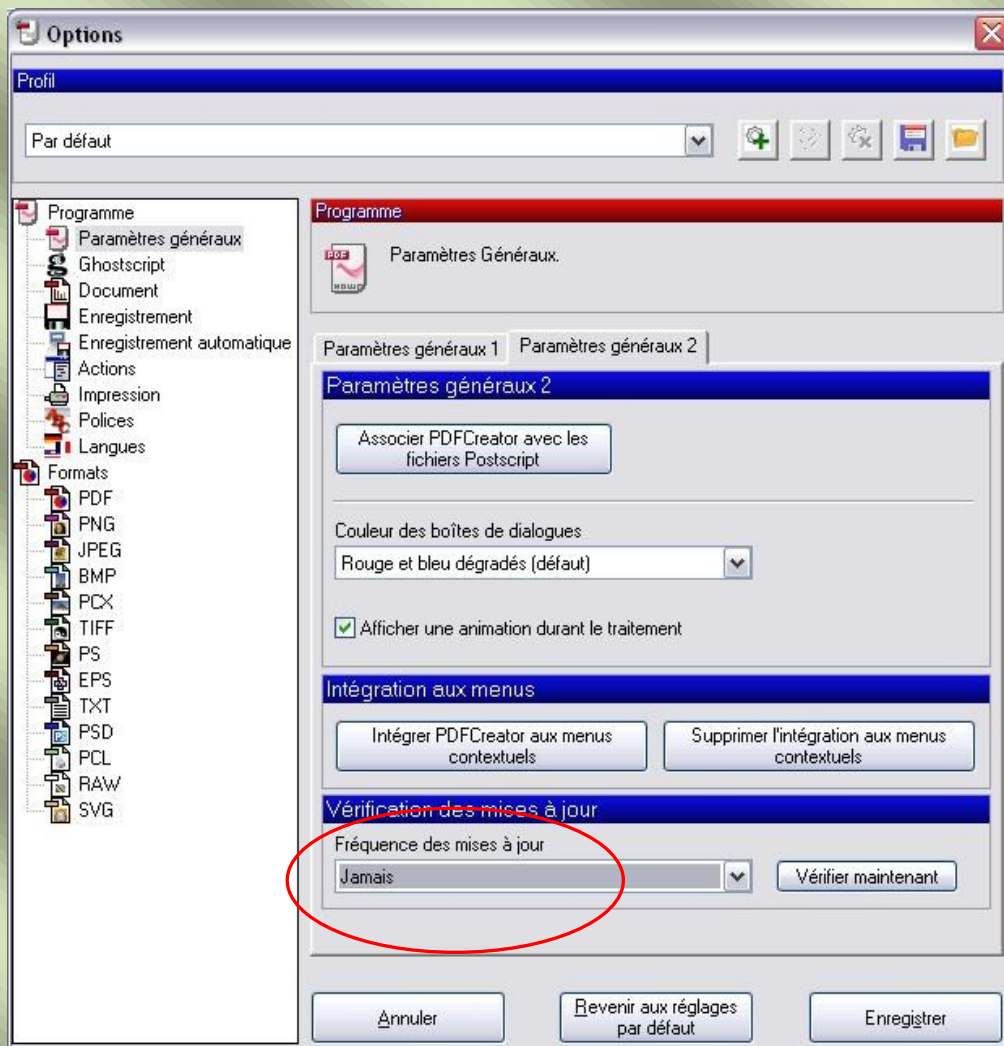 Options
Profil
Par défaut
Programme
Paramètres généraux
Ghostscript
Document
Enregistrement
Enregistrement automatique
Actions
Impression
Polices
Langues
Formats
PDF
PNG
JPEG
BMP
PCX
TIFF
PS
EPS
TXT
PSD
PCL
RAW
SVG
Programme
PDF
Paramètres Généraux.
Paramètres généraux 1
Paramètres généraux 2
Paramètres généraux 2
Associer PDFCreator avec les
fichiers Postscript
Couleur des boîtes de dialogues
Rouge et bleu dégradés (défaut)
Afficher une animation durant le traitement
Intégration aux menus
Intégrer PDFCreator aux menus
contextuels
Supprimer l'intégration aux menus
contextuels
Vérification des mises à jour
Fréquence des mises à jour
Jamais
Vérifier maintenant
Annuler
Revenir aux réglages
par défaut
Enregistrer